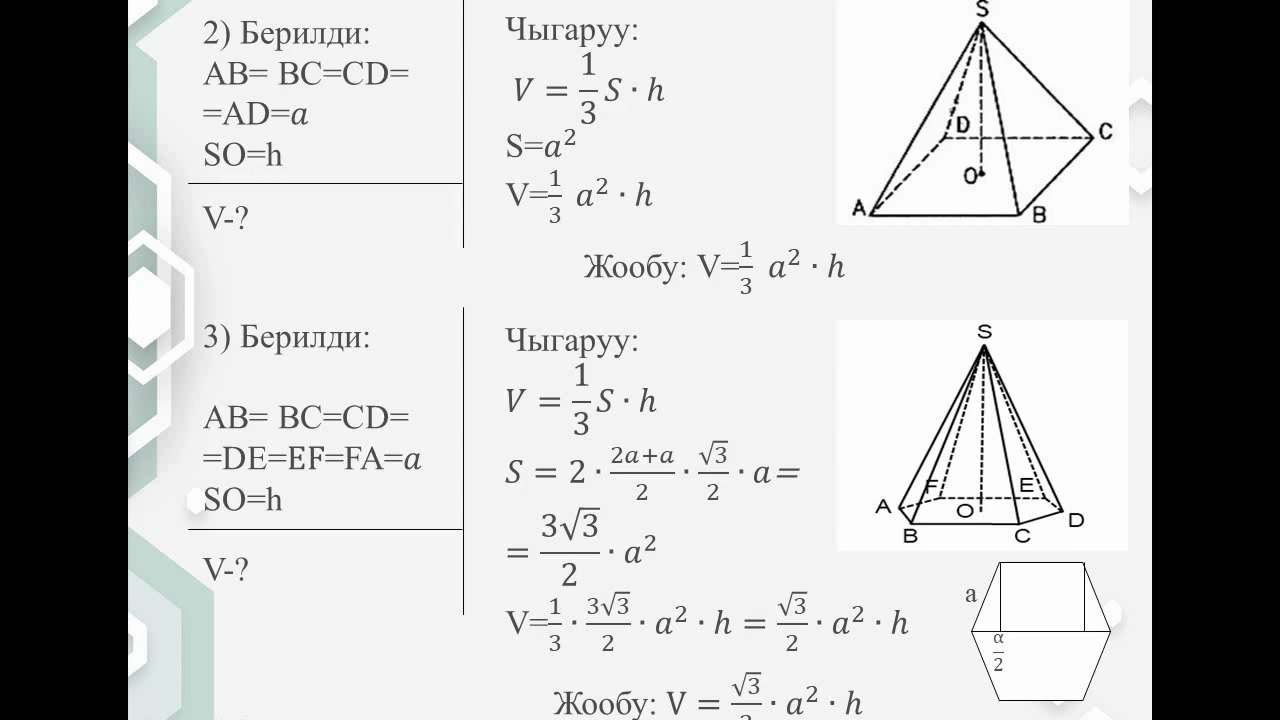 2) Берилди:
AB= BC=CD=
=AD=a
SO=h
V-?
Чыгаруу:
V = 1/3 S · h
S=a²
V=1/3 a² · h
Жообу: V=1/3 a² · h
S
D
C
O
A
B
3) Берилди:
AB= BC=CD=
=DE=EF=FA=a
SO=h
V-?
Чыгаруу:
V = 1/3 S · h
S = 2 · (2a+a)/2 · √3/2 · a=
= 3√3/2 · a²
V=1/3 · 3√3/2 · a² · h = √3/2 · a² · h
Жообу: V = √3/2 · a² · h
S
F
E
A
O
D
B
C
a
α/2